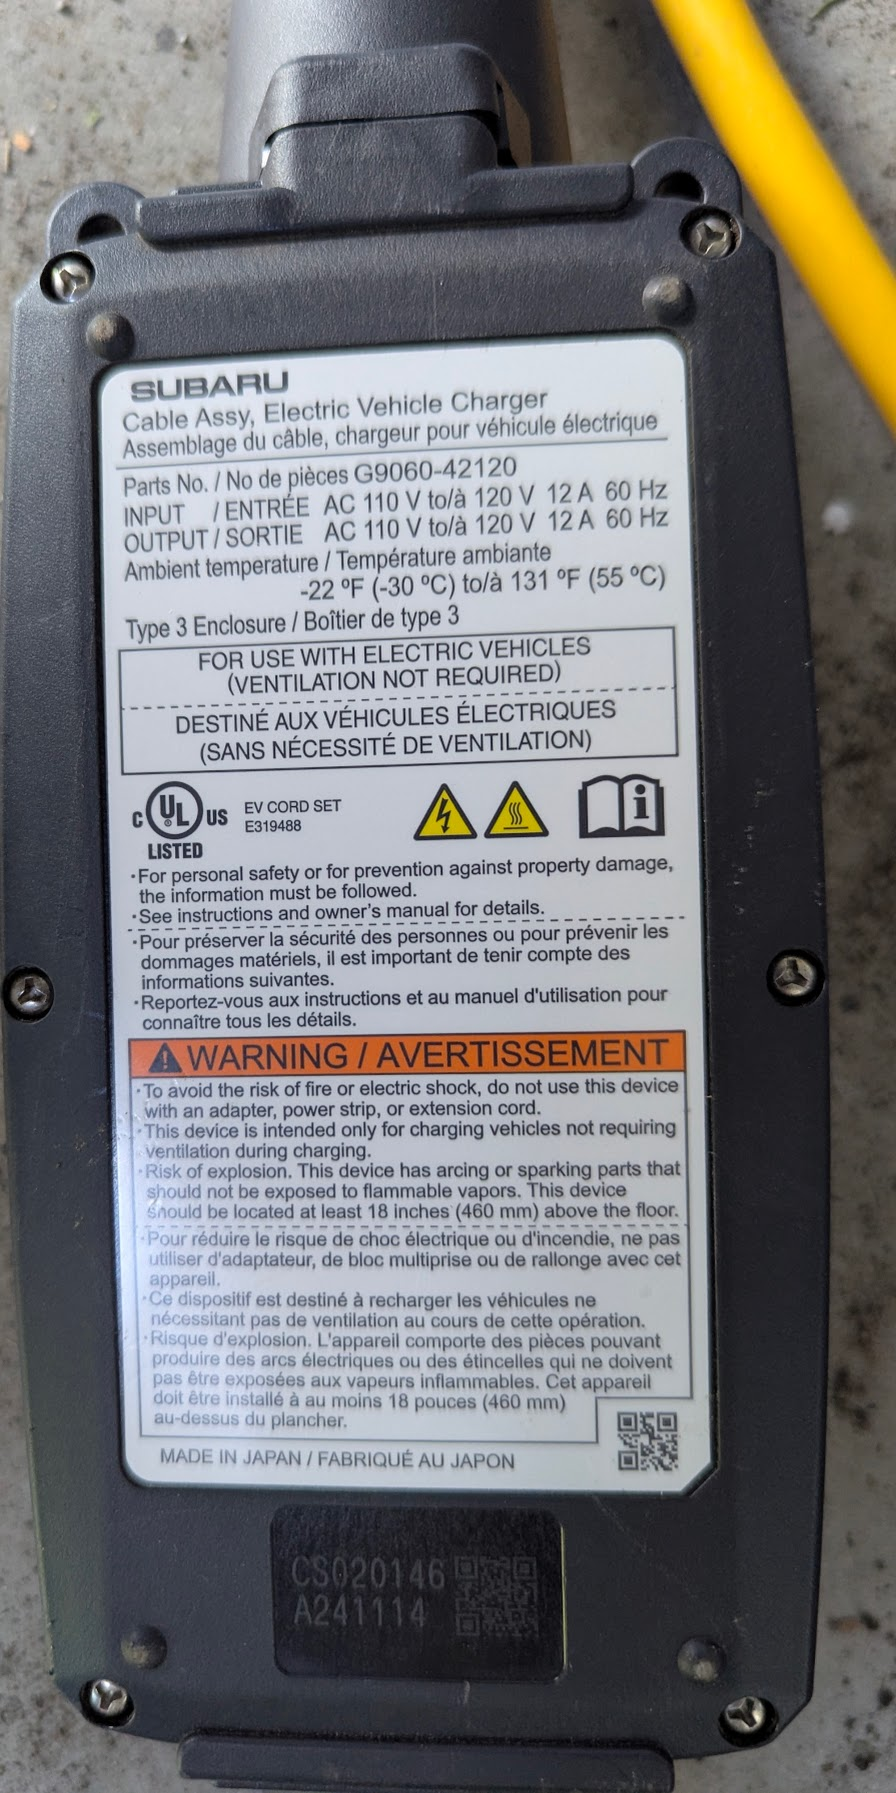 SUBARU
Cable Assy, Electric Vehicle Charger
Assemblage du câble, chargeur pour véhicule électrique
Parts No. / No de pièces G9060-42120
INPUT / ENTRÉE AC 110 V to/à 120 V 12 A 60 Hz
OUTPUT / SORTIE AC 110 V to/à 120 V 12 A 60 Hz
Ambient temperature / Température ambiante
-22 ºF (-30 ºC) to/à 131 ºF (55 ºC)
Type 3 Enclosure / Boîtier de type 3
FOR USE WITH ELECTRIC VEHICLES
(VENTILATION NOT REQUIRED)
DESTINÉ AUX VÉHICULES ÉLECTRIQUES
(SANS NÉCESSITÉ DE VENTILATION)
C UL ® US
LISTED
EV CORD SET
E319488
·For personal safety or for prevention against property damage,
the information must be followed.
·See instructions and owner's manual for details.
·Pour préserver la sécurité des personnes ou pour prévenir les
dommages matériels, il est important de tenir compte des
informations suivantes.
·Reportez-vous aux instructions et au manuel d'utilisation pour
connaître tous les détails.
WARNING / AVERTISSEMENT
·To avoid the risk of fire or electric shock, do not use this device
with an adapter, power strip, or extension cord.
·This device is intended only for charging vehicles not requiring
ventilation during charging.
·Risk of explosion. This device has arcing or sparking parts that
should not be exposed to flammable vapors. This device
should be located at least 18 inches (460 mm) above the floor.
·Pour réduire le risque de choc électrique ou d'incendie, ne pas
utiliser d'adaptateur, de bloc multiprise ou de rallonge avec cet
appareil.
·Ce dispositif est destiné à recharger les véhicules ne
nécessitant pas de ventilation au cours de cette opération.
·Risque d'explosion. L'appareil comporte des pièces pouvant
produire des arcs électriques ou des étincelles qui ne doivent
pas être exposées aux vapeurs inflammables. Cet appareil
doit être installé à au moins 18 pouces (460 mm)
au-dessus du plancher.
MADE IN JAPAN / FABRIQUÉ AU JAPON
CS020146
A241114